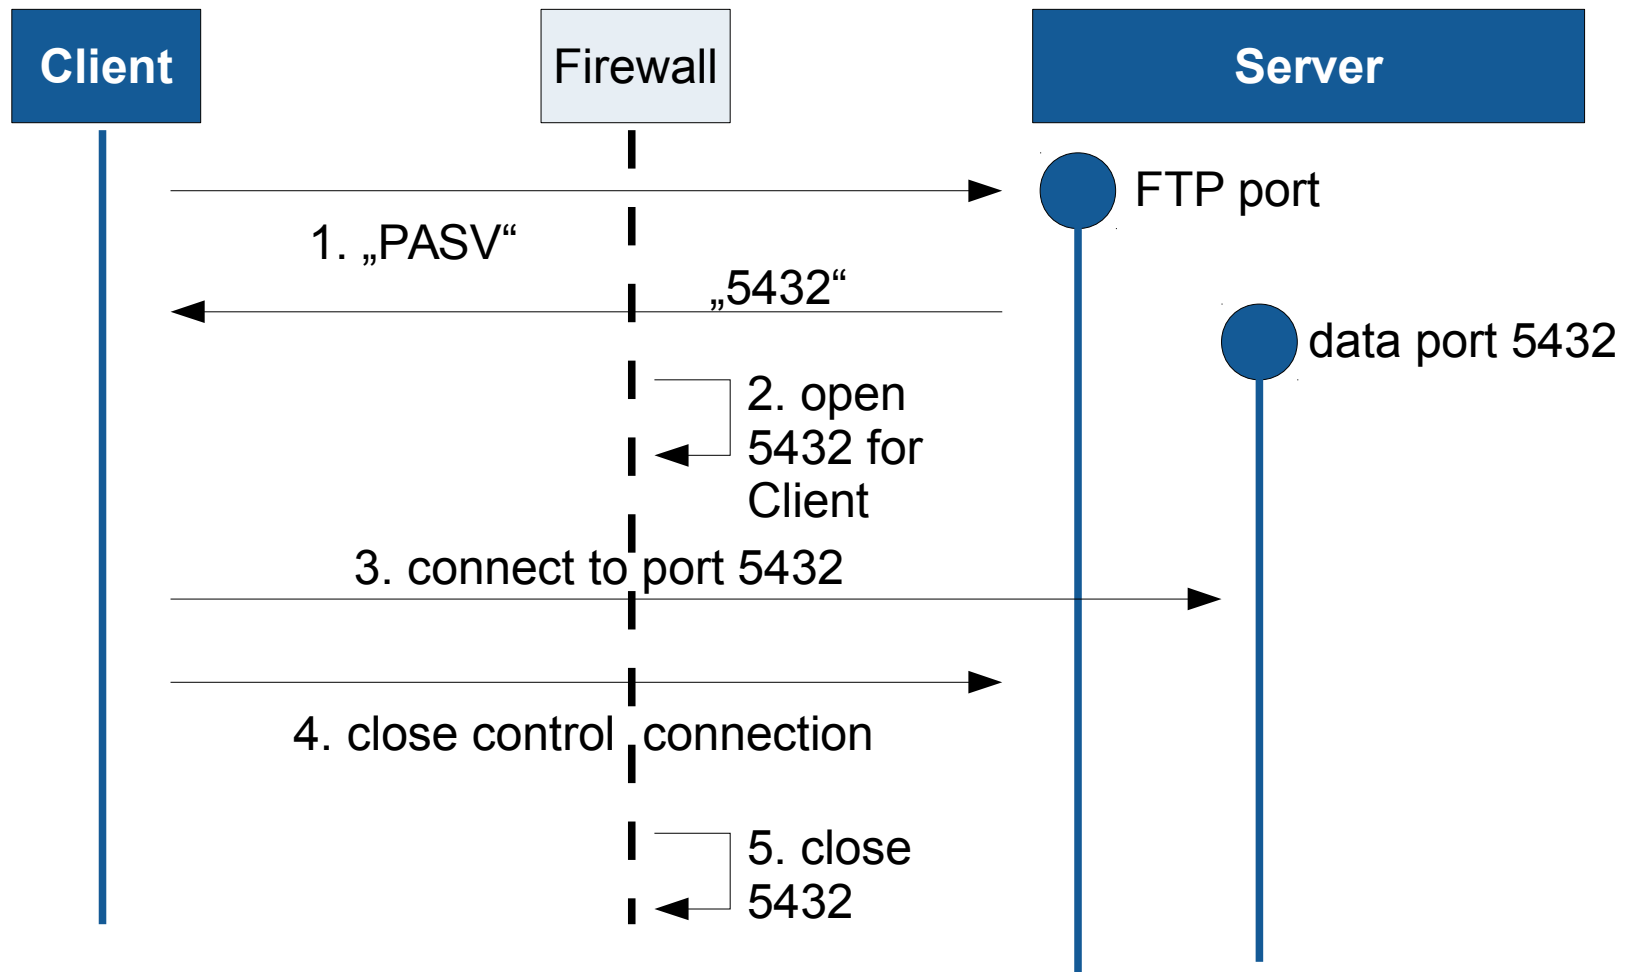 Client
Firewall
Server
FTP port
1. „PASV“
„5432“
data port 5432
2. open
5432 for
Client
3. connect to port 5432
4. close control connection
5. close
5432